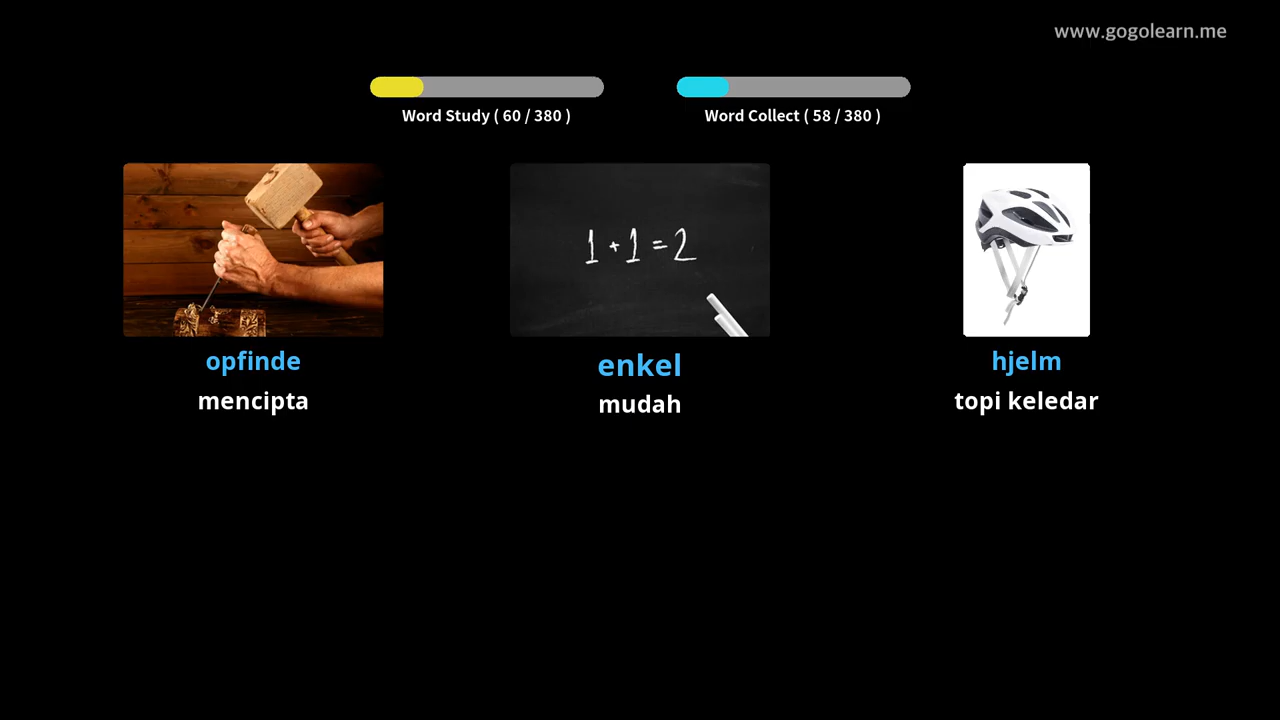 www.gogolearn.me
Word Study ( 60 / 380 )
Word Collect ( 58 / 380 )
1 + 1 = 2
opfinde
enkel
hjelm
mencipta
mudah
topi keledar